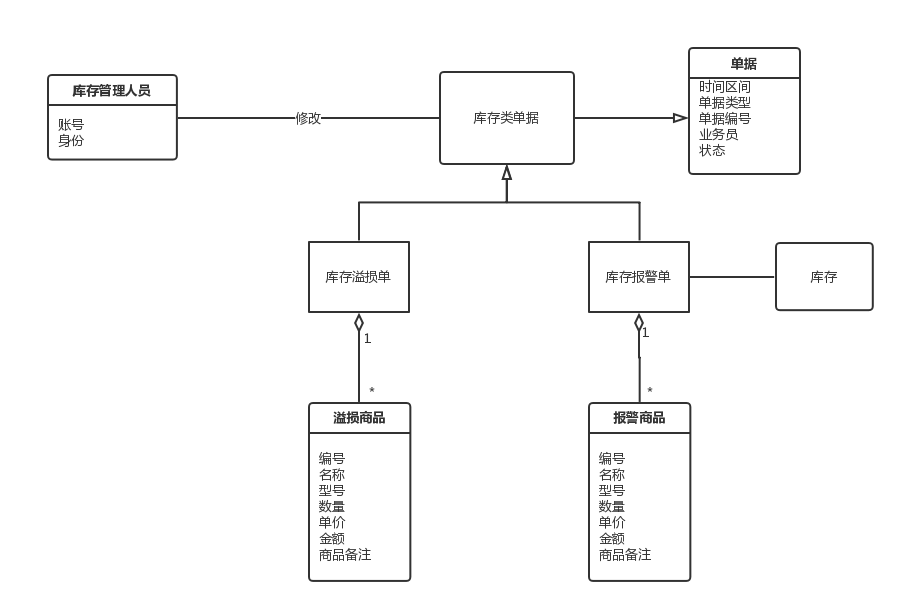 库存管理人员
账号
身份
修改
库存类单据
单据
时间区间
单据类型
单据编号
业务员
状态
库存溢损单
库存报警单
库存
1
1
*
*
溢损商品
编号
名称
型号
数量
单价
金额
商品备注
报警商品
编号
名称
型号
数量
单价
金额
商品备注